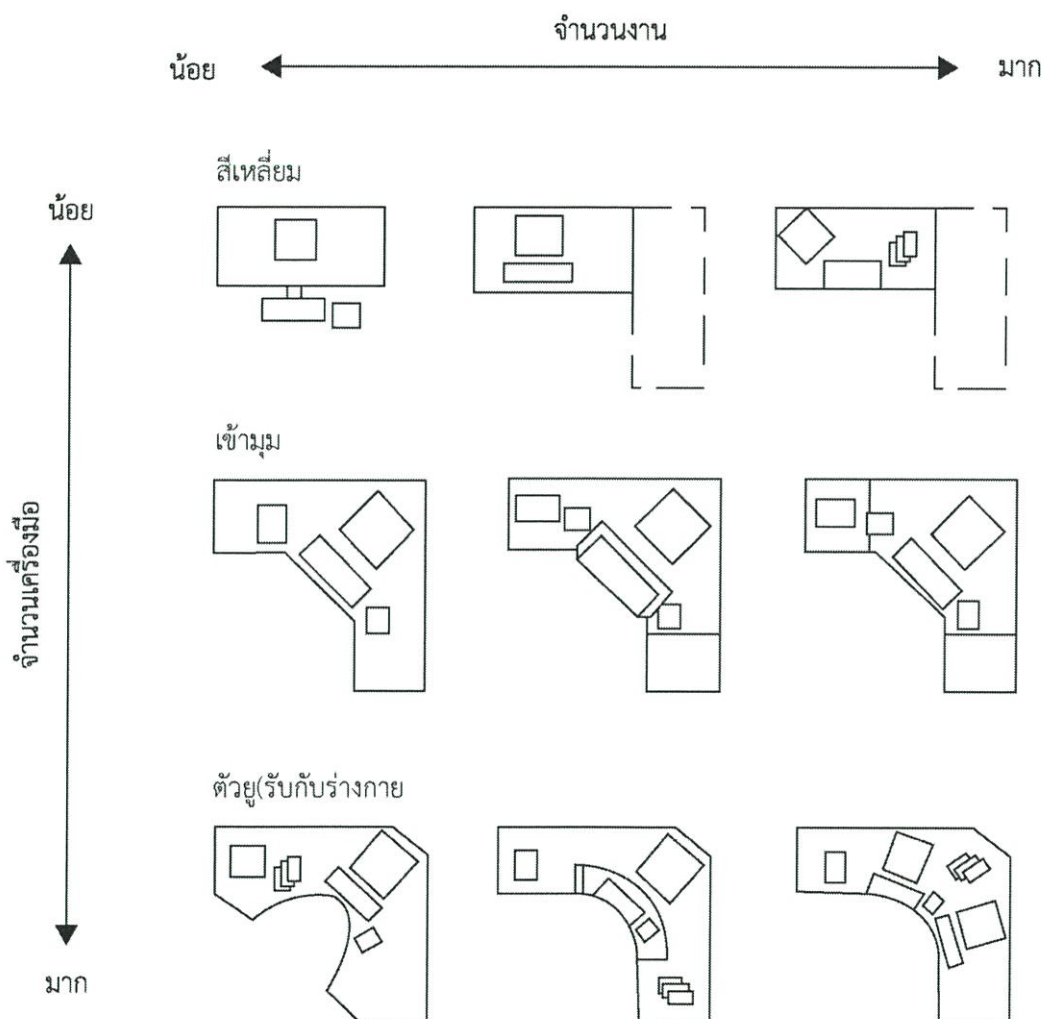 จำนวนงาน
น้อย
มาก
สี่เหลี่ยม
น้อย
เข้ามุม
จำนวนเครื่องมือ
ตัวยู(รับกับร่างกาย
มาก